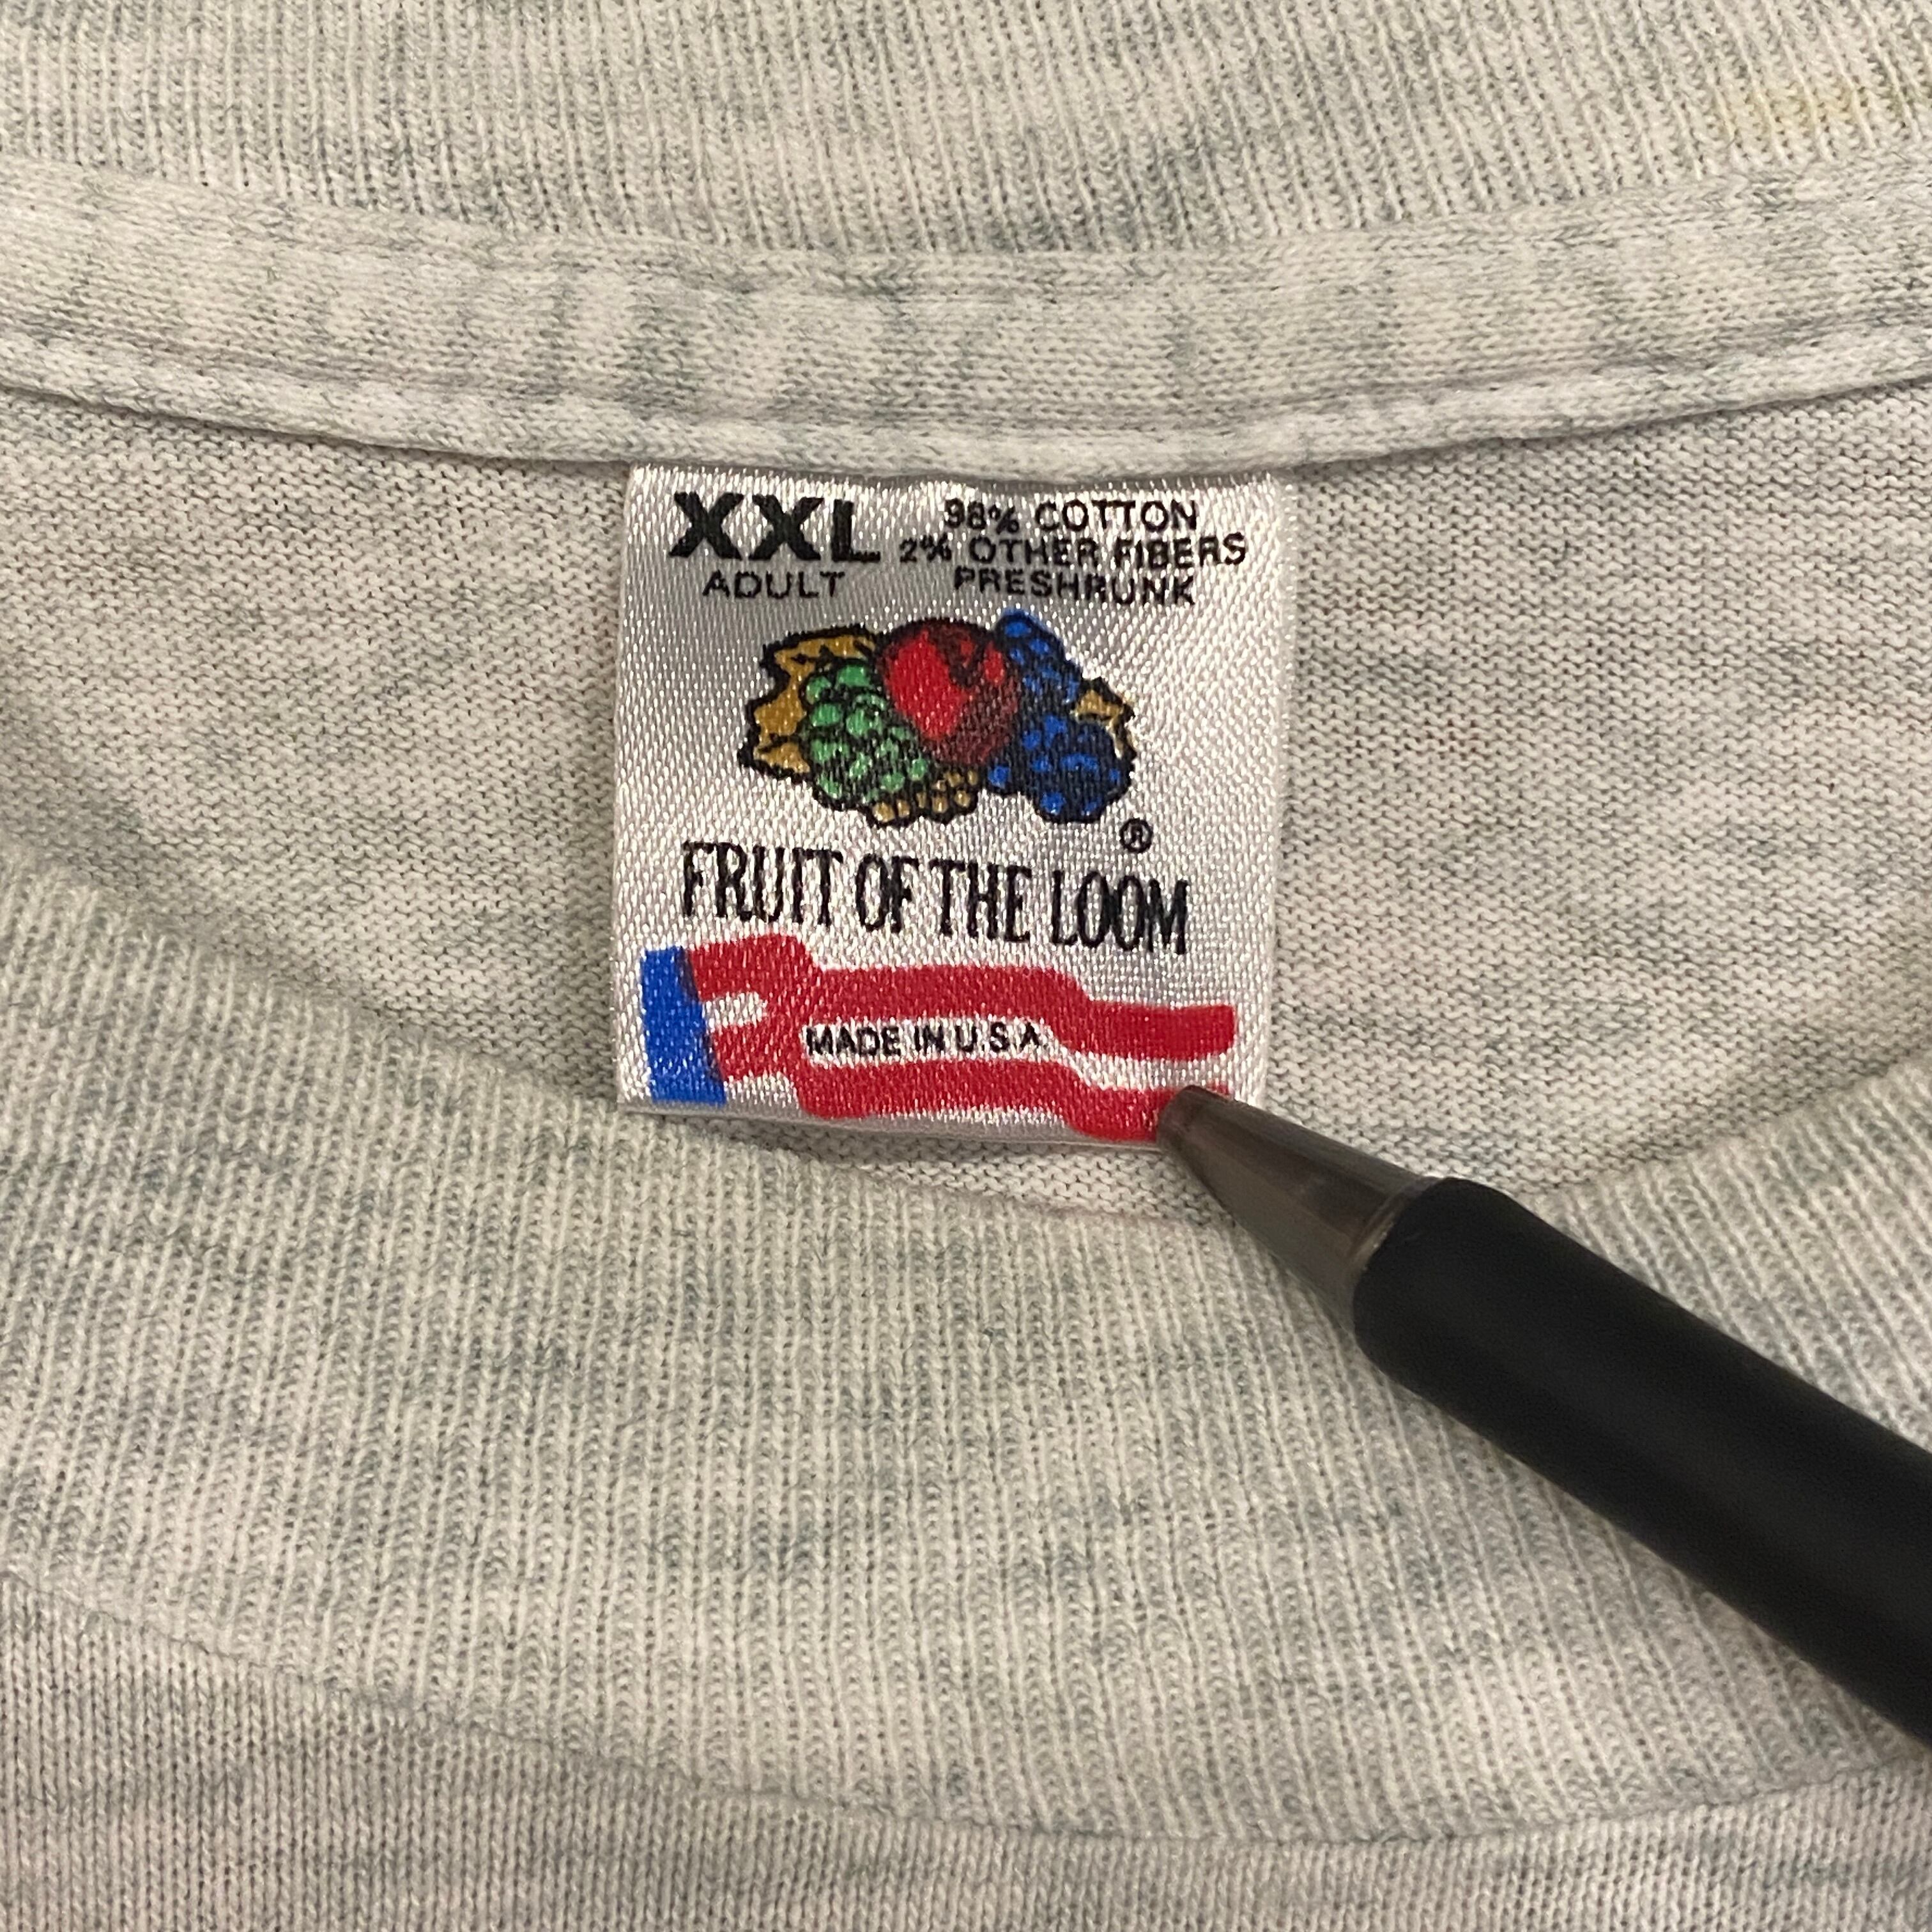 XXL
ADULT
98% COTTON
2% OTHER FIBERS
PRESHRUNK
®
FRUIT OF THE LOOM
MADE IN U.S.A.